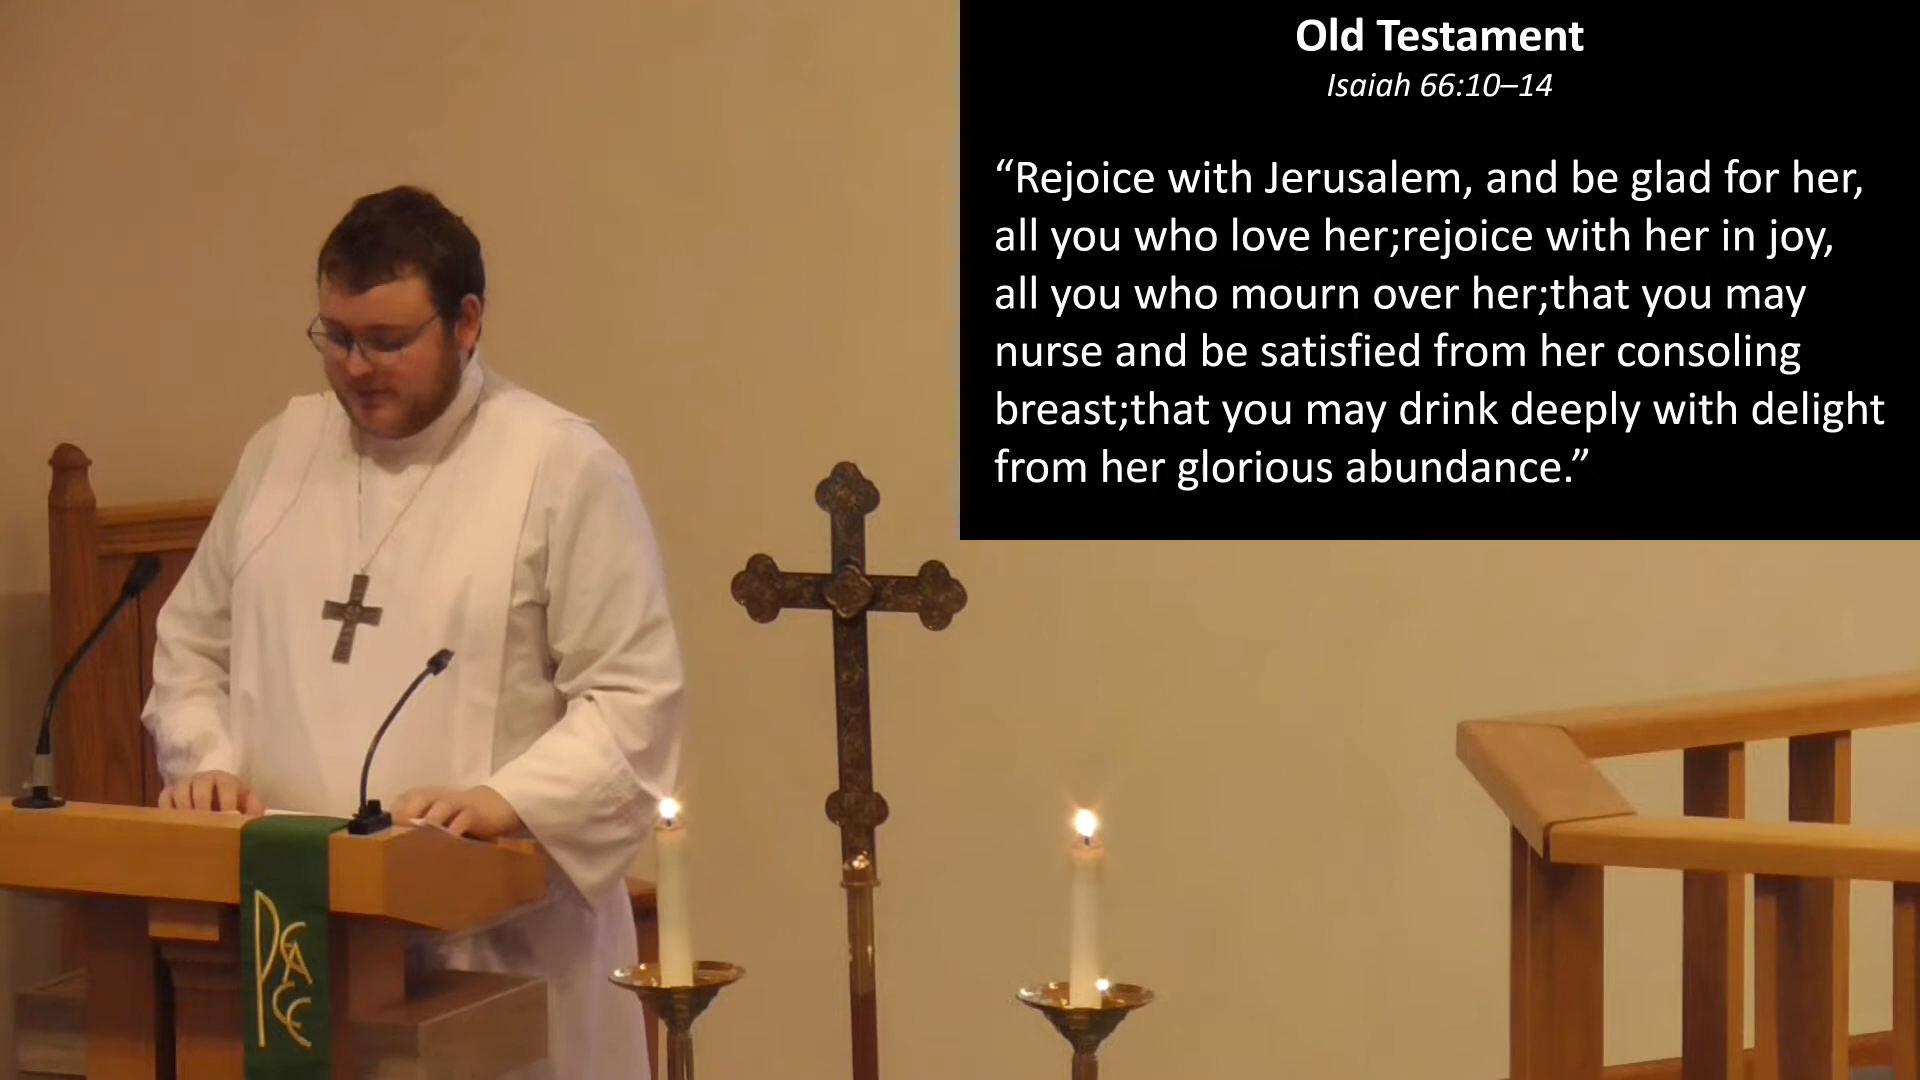 Old Testament
Isaiah 66:10–14
“Rejoice with Jerusalem, and be glad for her,
all you who love her;rejoice with her in joy,
all you who mourn over her;that you may
nurse and be satisfied from her consoling
breast;that you may drink deeply with delight
from her glorious abundance.”
PEACE